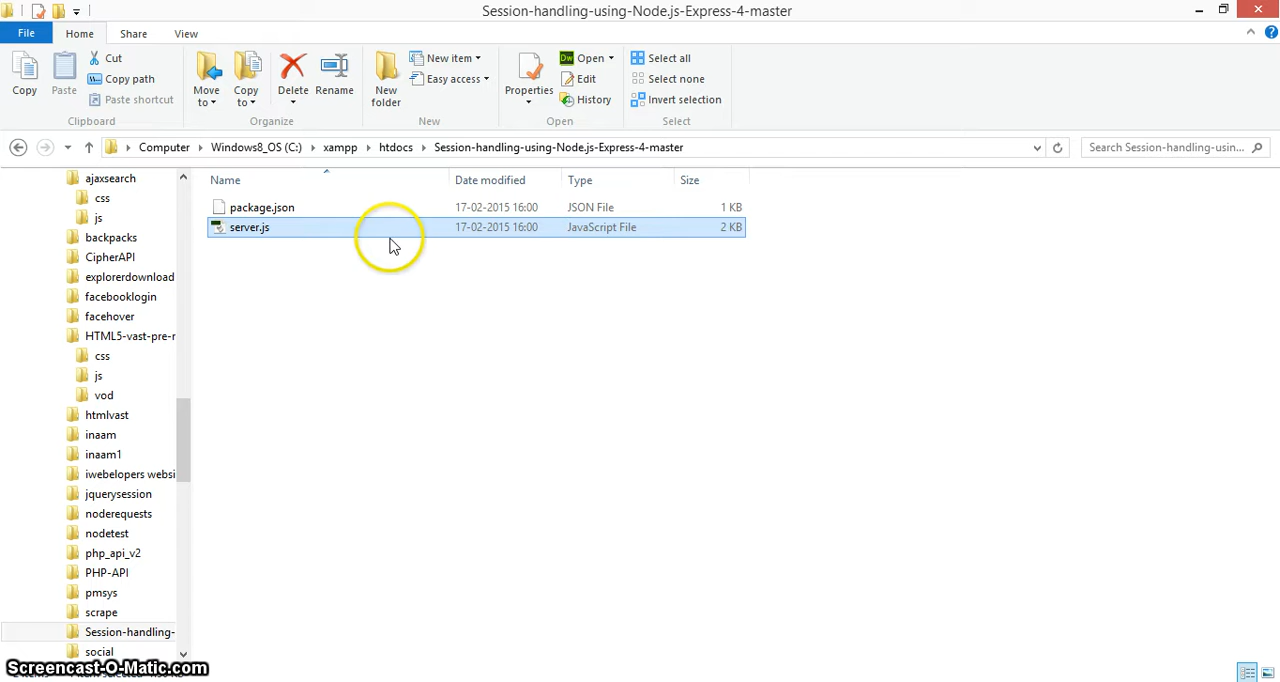 Session-handling-using-Node.js-Express-4-master
File Home Share View
Copy
Paste
Cut
Copy path
Paste shortcut
Clipboard
Move to
Copy to
Delete
Rename
Organize
New folder
New item
Easy access
New
Properties
Open
Edit
History
Open
Select all
Select none
Invert selection
Select
Computer Windows8_OS (C:) xampp htdocs Session-handling-using-Node.js-Express-4-master
Search Session-handling-usin...
Name Date modified Type Size
package.json 17-02-2015 16:00 JSON File 1 KB
server.js 17-02-2015 16:00 JavaScript File 2 KB
ajaxsearch
css
js
backpacks
CipherAPI
explorerdownload
facebooklogin
facehover
HTML5-vast-pre-r
css
js
vod
htmlvast
inaam
inaam1
iwebelopers websi
jquerysession
noderequests
nodetest
php_api_v2
PHP-API
pmsys
scrape
Session-handling-
social
Screencast-O-Matic.com